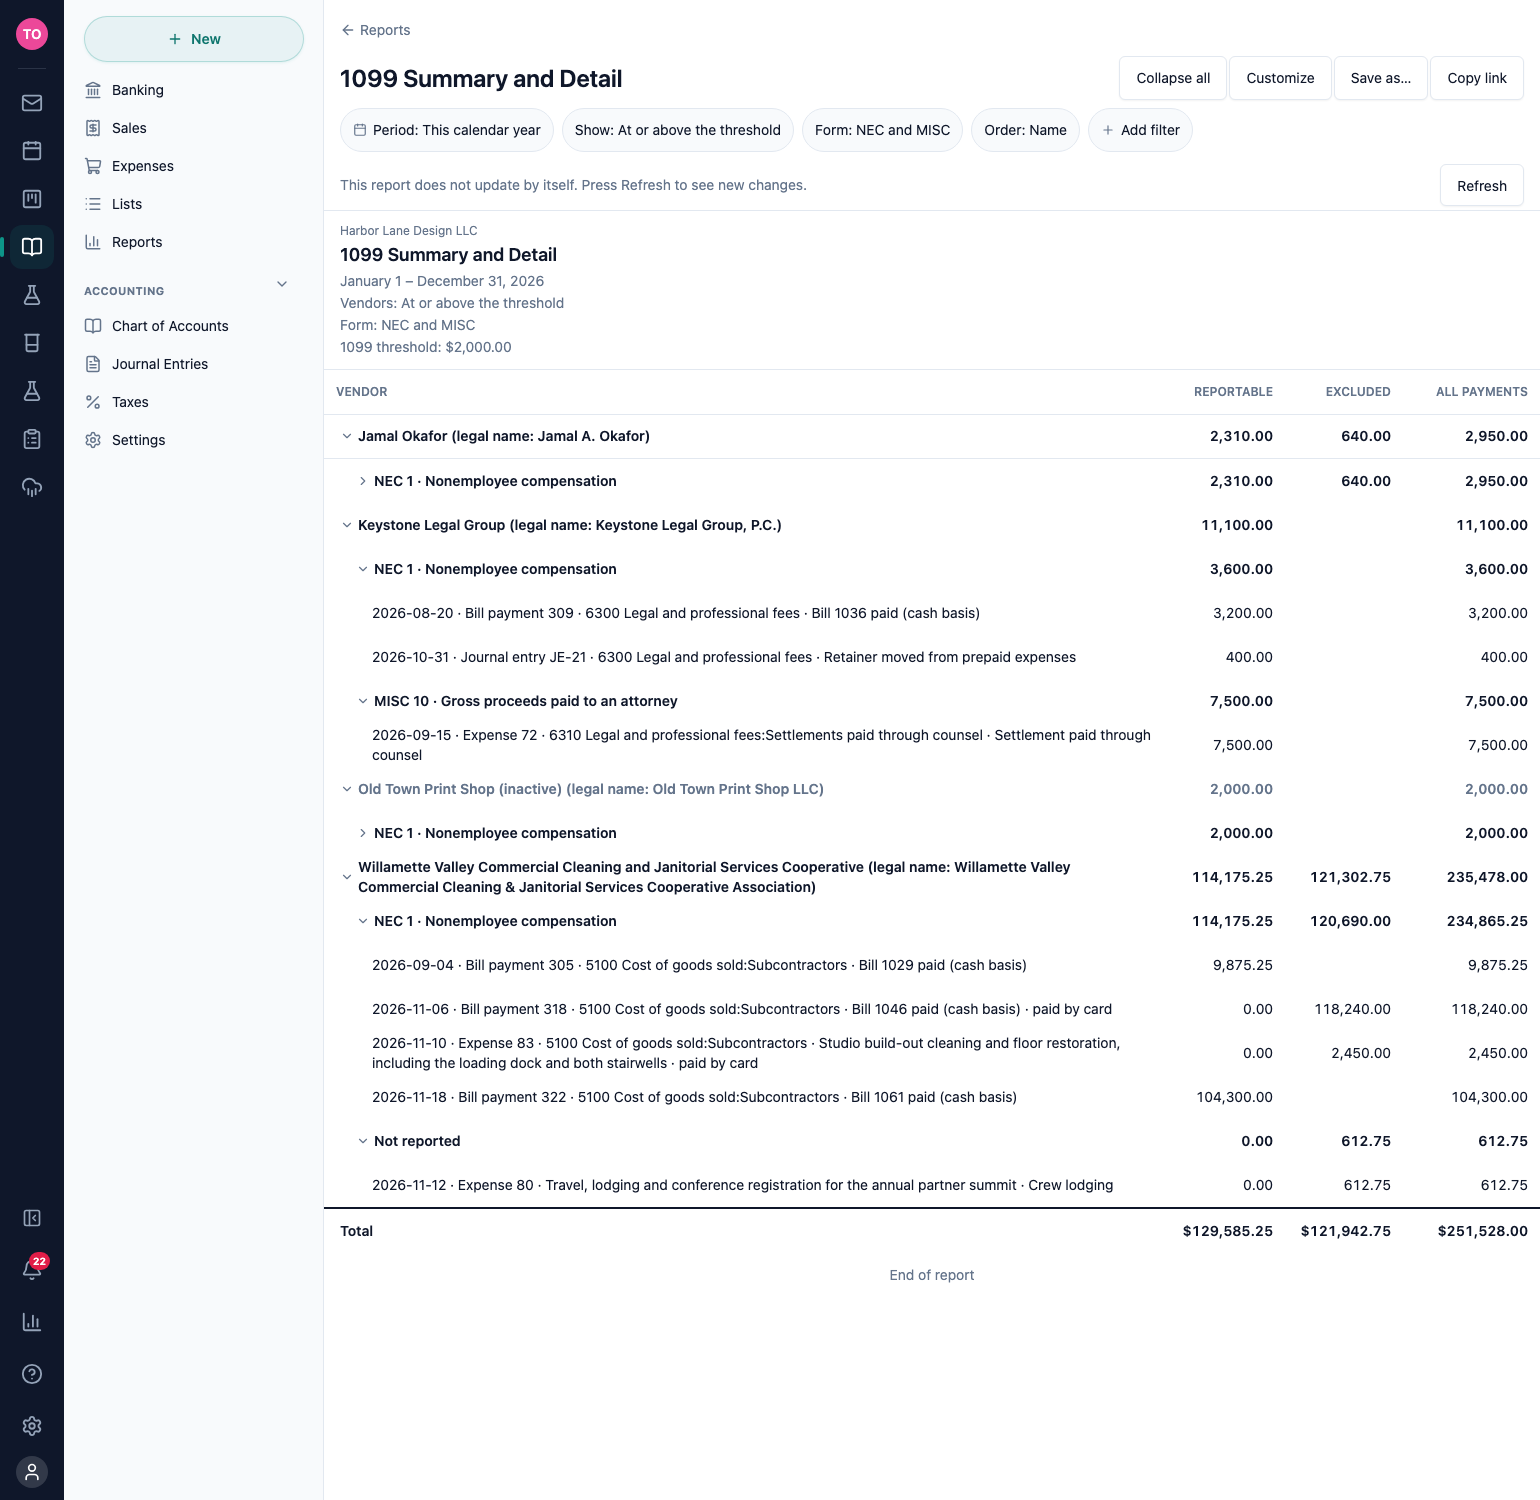 TO
New
Banking
Sales
Expenses
Lists
Reports
ACCOUNTING
Chart of Accounts
Journal Entries
Taxes
Settings
22
Reports
1099 Summary and Detail
Collapse all
Customize
Save as...
Copy link
Period: This calendar year
Show: At or above the threshold
Form: NEC and MISC
Order: Name
Add filter
This report does not update by itself. Press Refresh to see new changes.
Refresh
Harbor Lane Design LLC
1099 Summary and Detail
January 1 – December 31, 2026
Vendors: At or above the threshold
Form: NEC and MISC
1099 threshold: $2,000.00
VENDOR REPORTABLE EXCLUDED ALL PAYMENTS
Jamal Okafor (legal name: Jamal A. Okafor) 2,310.00 640.00 2,950.00
NEC 1 · Nonemployee compensation 2,310.00 640.00 2,950.00
Keystone Legal Group (legal name: Keystone Legal Group, P.C.) 11,100.00 11,100.00
NEC 1 · Nonemployee compensation 3,600.00 3,600.00
2026-08-20 · Bill payment 309 · 6300 Legal and professional fees · Bill 1036 paid (cash basis) 3,200.00 3,200.00
2026-10-31 · Journal entry JE-21 · 6300 Legal and professional fees · Retainer moved from prepaid expenses 400.00 400.00
MISC 10 · Gross proceeds paid to an attorney 7,500.00 7,500.00
2026-09-15 · Expense 72 · 6310 Legal and professional fees:Settlements paid through counsel · Settlement paid through
counsel 7,500.00 7,500.00
Old Town Print Shop (inactive) (legal name: Old Town Print Shop LLC) 2,000.00 2,000.00
NEC 1 · Nonemployee compensation 2,000.00 2,000.00
Willamette Valley Commercial Cleaning and Janitorial Services Cooperative (legal name: Willamette Valley
Commercial Cleaning & Janitorial Services Cooperative Association) 114,175.25 121,302.75 235,478.00
NEC 1 · Nonemployee compensation 114,175.25 120,690.00 234,865.25
2026-09-04 · Bill payment 305 · 5100 Cost of goods sold:Subcontractors · Bill 1029 paid (cash basis) 9,875.25 9,875.25
2026-11-06 · Bill payment 318 · 5100 Cost of goods sold:Subcontractors · Bill 1046 paid (cash basis) · paid by card 0.00 118,240.00 118,240.00
2026-11-10 · Expense 83 · 5100 Cost of goods sold:Subcontractors · Studio build-out cleaning and floor restoration,
including the loading dock and both stairwells · paid by card 0.00 2,450.00 2,450.00
2026-11-18 · Bill payment 322 · 5100 Cost of goods sold:Subcontractors · Bill 1061 paid (cash basis) 104,300.00 104,300.00
Not reported 0.00 612.75 612.75
2026-11-12 · Expense 80 · Travel, lodging and conference registration for the annual partner summit · Crew lodging 0.00 612.75 612.75
Total $129,585.25 $121,942.75 $251,528.00
End of report